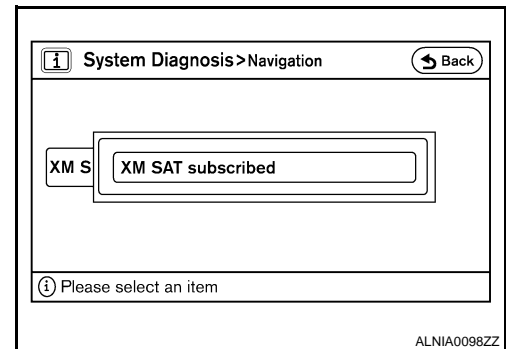 i System Diagnosis>Navigation Back
XM S XM SAT subscribed
i Please select an item
ALNIA0098ZZ